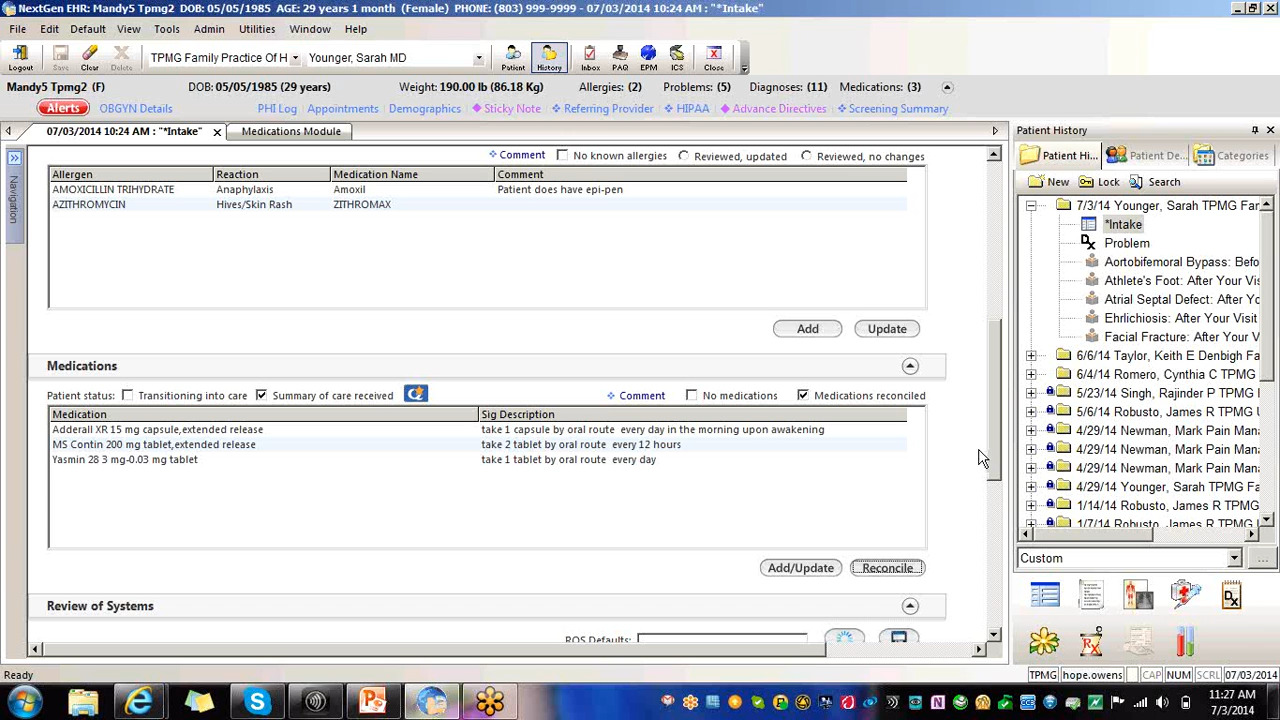 NextGen EHR: Mandy5 Tpmg2 DOB: 05/05/1985 AGE: 29 years 1 month (Female) PHONE: (803) 999-9999 - 07/03/2014 10:24 AM : "*Intake"
File Edit Default View Tools Admin Utilities Window Help
TPMG Family Practice Of H Younger, Sarah MD
Logout Save Clear Delete Patient History Inbox PAQ EPM ICS Close
Mandy5 Tpmg2 (F) DOB: 05/05/1985 (29 years) Weight: 190.00 lb (86.18 Kg) Allergies: (2) Problems: (5) Diagnoses: (11) Medications: (3)
Alerts OBGYN Details PHI Log Appointments Demographics Sticky Note Referring Provider HIPAA Advance Directives Screening Summary
07/03/2014 10:24 AM : "*Intake" Medications Module
Comment No known allergies Reviewed, updated Reviewed, no changes
Allergen Reaction Medication Name Comment
AMOXICILLIN TRIHYDRATE Anaphylaxis Amoxil Patient does have epi-pen
AZITHROMYCIN Hives/Skin Rash ZITHROMAX
Add Update
Medications
Patient status: Transitioning into care Summary of care received Comment No medications Medications reconciled
Medication Sig Description
Adderall XR 15 mg capsule,extended release take 1 capsule by oral route every day in the morning upon awakening
MS Contin 200 mg tablet,extended release take 2 tablet by oral route every 12 hours
Yasmin 28 3 mg-0.03 mg tablet take 1 tablet by oral route every day
Add/Update Reconcile
Review of Systems
ROS Defaults:
Navigation
Patient History
Patient Hi... Patient De... Categories
New Lock Search
7/3/14 Younger, Sarah TPMG Far
*Intake
Problem
Aortobifemoral Bypass: Befo
Athlete's Foot: After Your Vis
Atrial Septal Defect: After Yo
Ehrlichiosis: After Your Visit
Facial Fracture: After Your V
6/6/14 Taylor, Keith E Denbigh Fa
6/4/14 Romero, Cynthia C TPMG
5/23/14 Singh, Rajinder P TPMG
5/6/14 Robusto, James R TPMG
4/29/14 Newman, Mark Pain Mana
4/29/14 Newman, Mark Pain Mana
4/29/14 Newman, Mark Pain Mana
4/29/14 Younger, Sarah TPMG Fa
1/14/14 Robusto, James R TPMG
1/7/14 Robusto, James R TPMG
Custom
Ready
TPMG hope.owens CAP NUM SCRL 07/03/2014
11:27 AM
7/3/2014